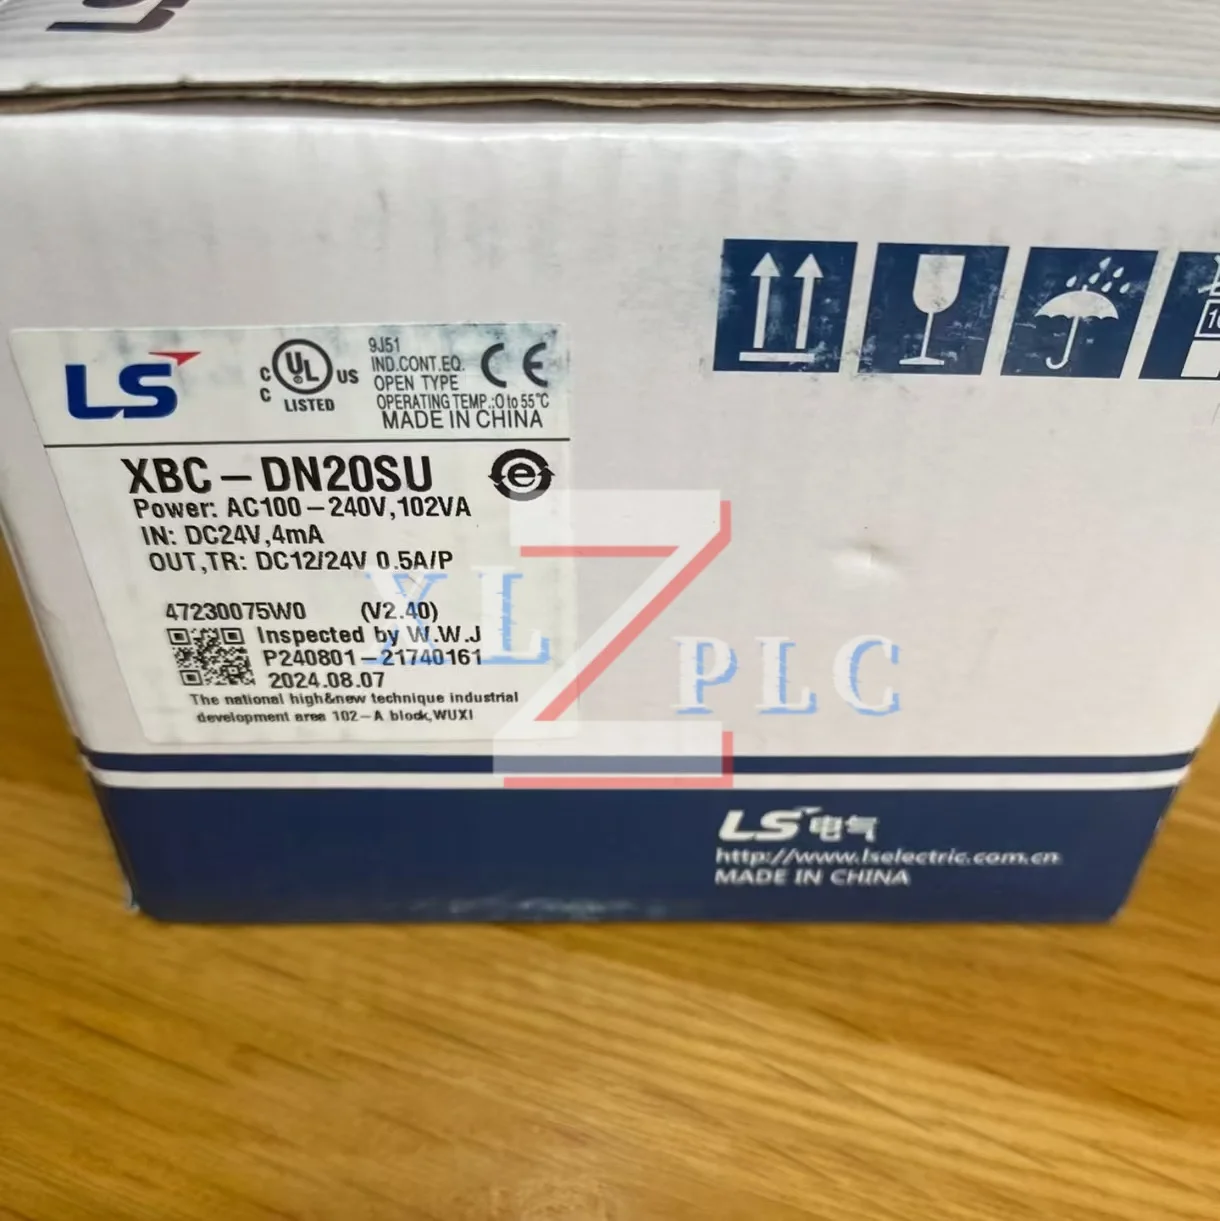 LS
C UL US
C LISTED
9J51
IND.CONT.EQ.
OPEN TYPE
CE
OPERATING TEMP.:0 to 55℃
MADE IN CHINA
XBC-DN20SU
e
Power: AC100-240V,102VA
IN: DC24V,4mA
OUT,TR: DC12/24V 0.5A/P
47230075W0 (V2.40)
Inspected by W.W.J
P240801-21740161
2024.08.07
The national high&new technique industrial
development area 102-A block,WUXI
XL Z PLC
LS 电气
http://www.lselectric.com.cn
MADE IN CHINA